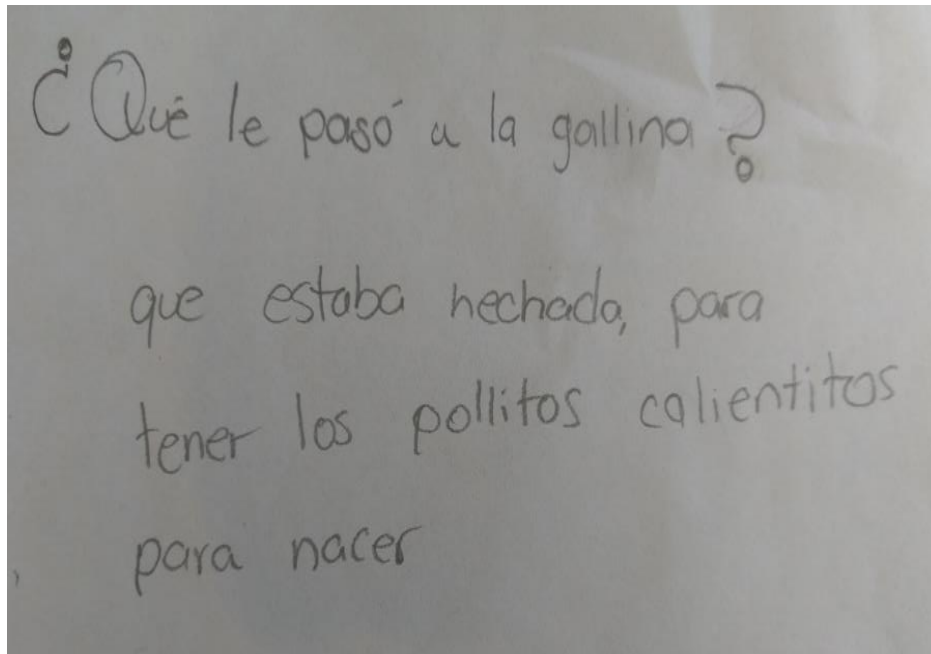 ¿Qué le pasó a la gallina?
que estaba hechada, para
tener los pollitos calientitos
para nacer